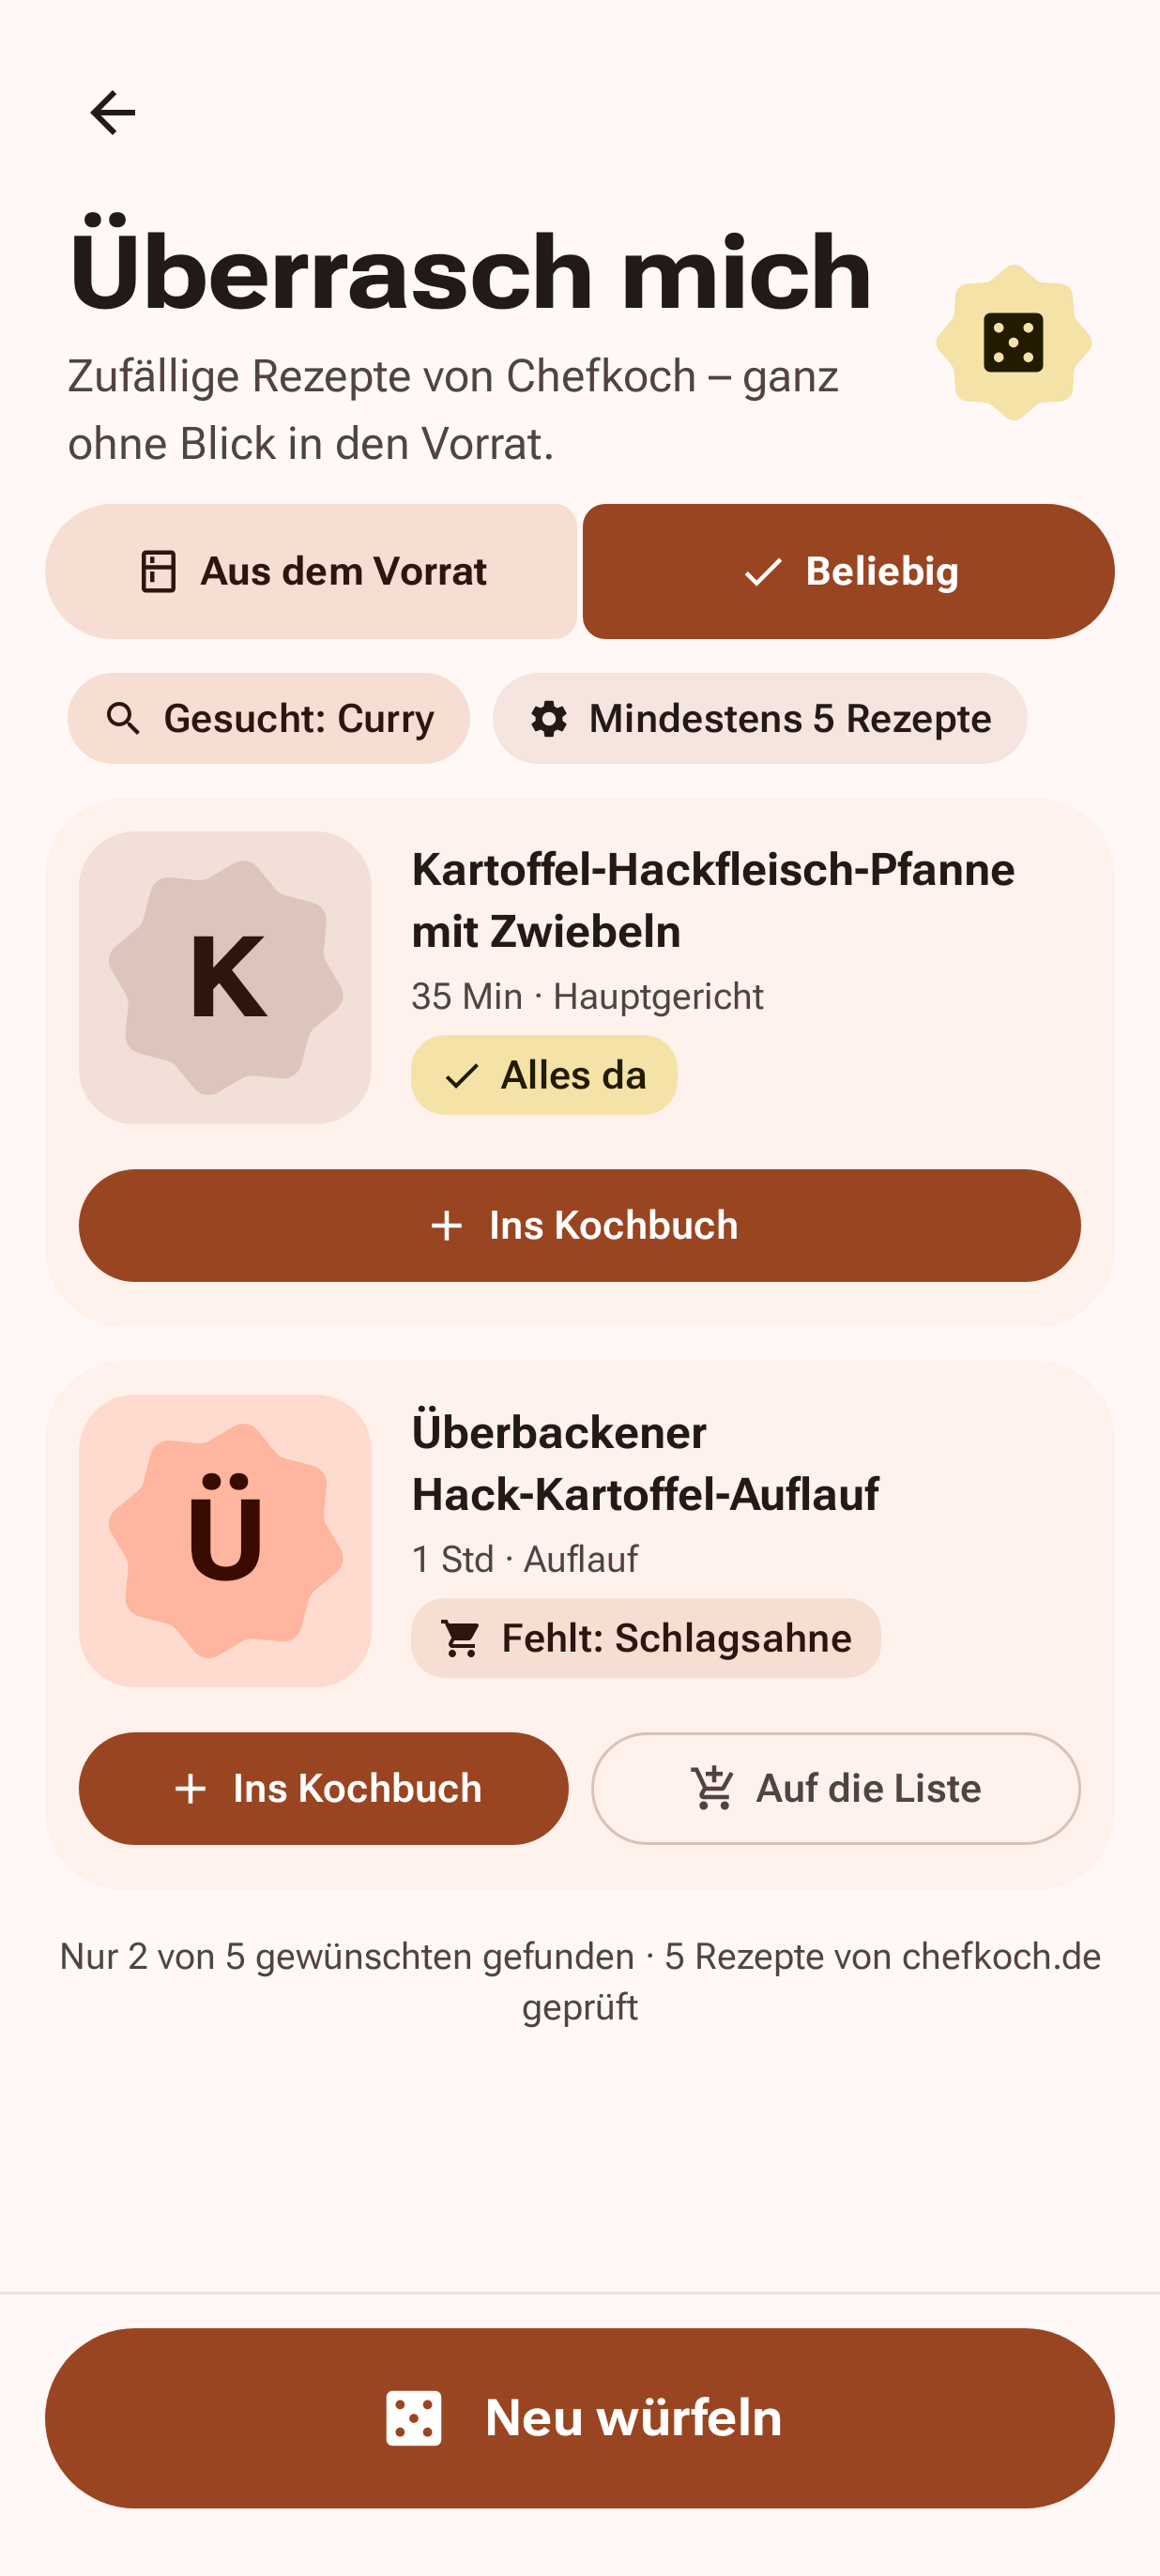 Überrasch mich
Zufällige Rezepte von Chefkoch – ganz
ohne Blick in den Vorrat.
Aus dem Vorrat
Beliebig
Gesucht: Curry
Mindestens 5 Rezepte
K
Kartoffel-Hackfleisch-Pfanne
mit Zwiebeln
35 Min · Hauptgericht
Alles da
Ins Kochbuch
Ü
Überbackener
Hack-Kartoffel-Auflauf
1 Std · Auflauf
Fehlt: Schlagsahne
Ins Kochbuch
Auf die Liste
Nur 2 von 5 gewünschten gefunden · 5 Rezepte von chefkoch.de
geprüft
Neu würfeln